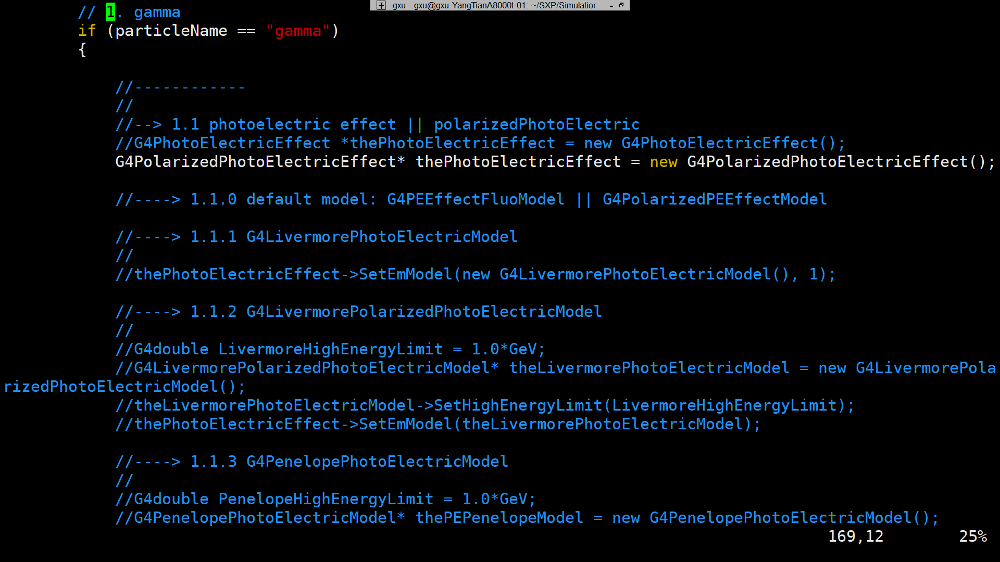 gxu - gxu@gxu-YangTianA8000t-01: ~/SXP/Simulation
// 1. gamma
if (particleName == "gamma")
{
//------------
//
//--> 1.1 photoelectric effect || polarizedPhotoElectric
//G4PhotoElectricEffect *thePhotoElectricEffect = new G4PhotoElectricEffect();
G4PolarizedPhotoElectricEffect* thePhotoElectricEffect = new G4PolarizedPhotoElectricEffect();
//----> 1.1.0 default model: G4PEEffectFluoModel || G4PolarizedPEEffectModel
//----> 1.1.1 G4LivermorePhotoElectricModel
//
//thePhotoElectricEffect->SetEmModel(new G4LivermorePhotoElectricModel(), 1);
//----> 1.1.2 G4LivermorePolarizedPhotoElectricModel
//
//G4double LivermoreHighEnergyLimit = 1.0*GeV;
//G4LivermorePolarizedPhotoElectricModel* theLivermorePhotoElectricModel = new G4LivermorePola
rizedPhotoElectricModel();
//theLivermorePhotoElectricModel->SetHighEnergyLimit(LivermoreHighEnergyLimit);
//thePhotoElectricEffect->SetEmModel(theLivermorePhotoElectricModel);
//----> 1.1.3 G4PenelopePhotoElectricModel
//
//G4double PenelopeHighEnergyLimit = 1.0*GeV;
//G4PenelopePhotoElectricModel* thePEPenelopeModel = new G4PenelopePhotoElectricModel();
169,12 25%